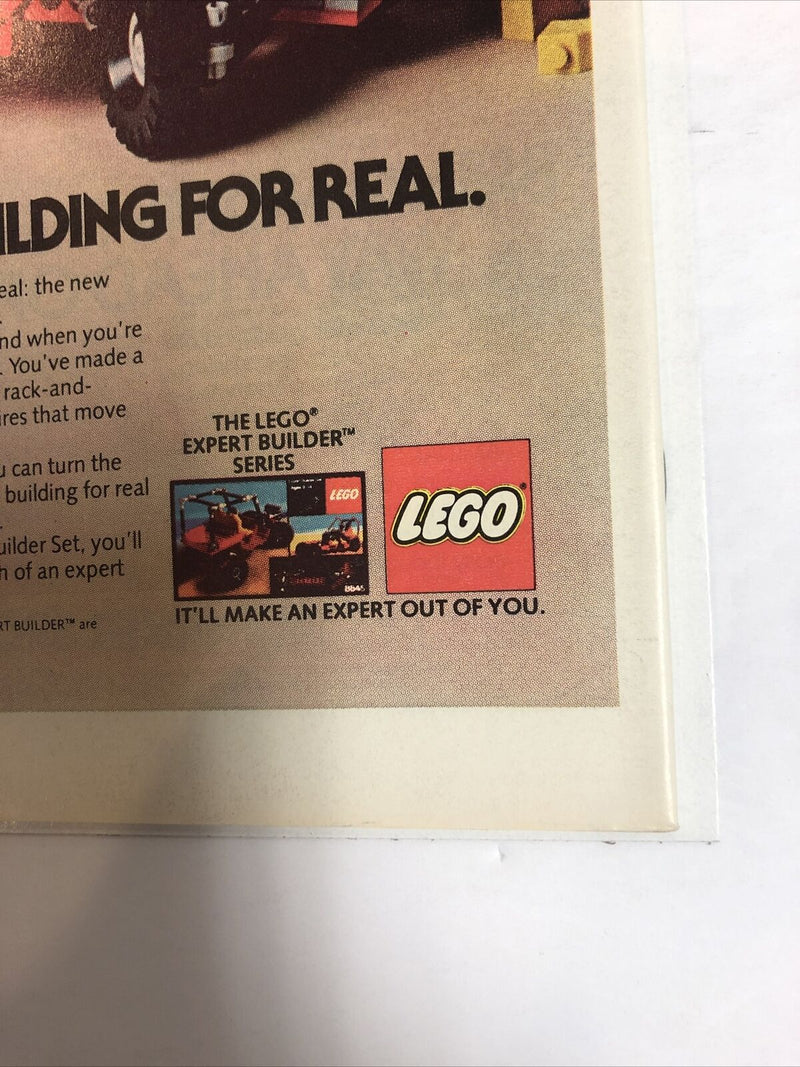 ILDING FOR REAL.
eal: the new
.
nd when you're
. You've made a
rack-and-
ires that move
u can turn the
building for real
.
uilder Set, you'll
h of an expert
RT BUILDER™ are
THE LEGO®
EXPERT BUILDER™
SERIES
LEGO
LEGO®
IT'LL MAKE AN EXPERT OUT OF YOU.